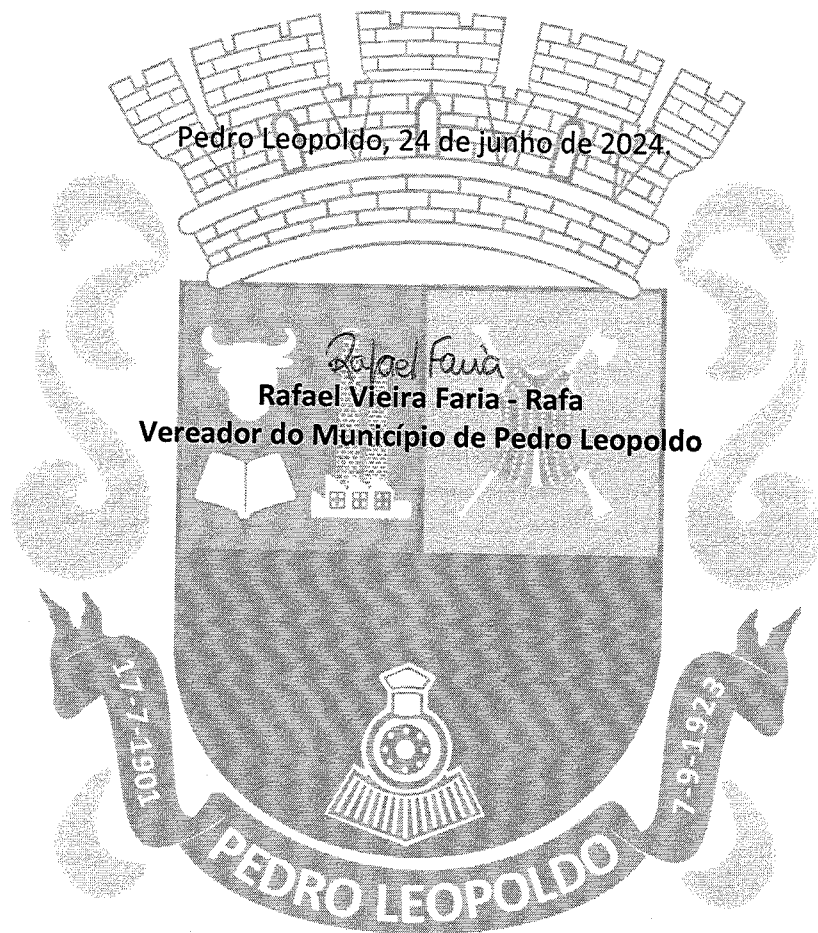 Pedro Leopoldo, 24 de junho de 2024.
Rafael Faria
Rafael Vieira Faria - Rafa
Vereador do Município de Pedro Leopoldo
17-7-1901
7-9-1923
PEDRO LEOPOLDO